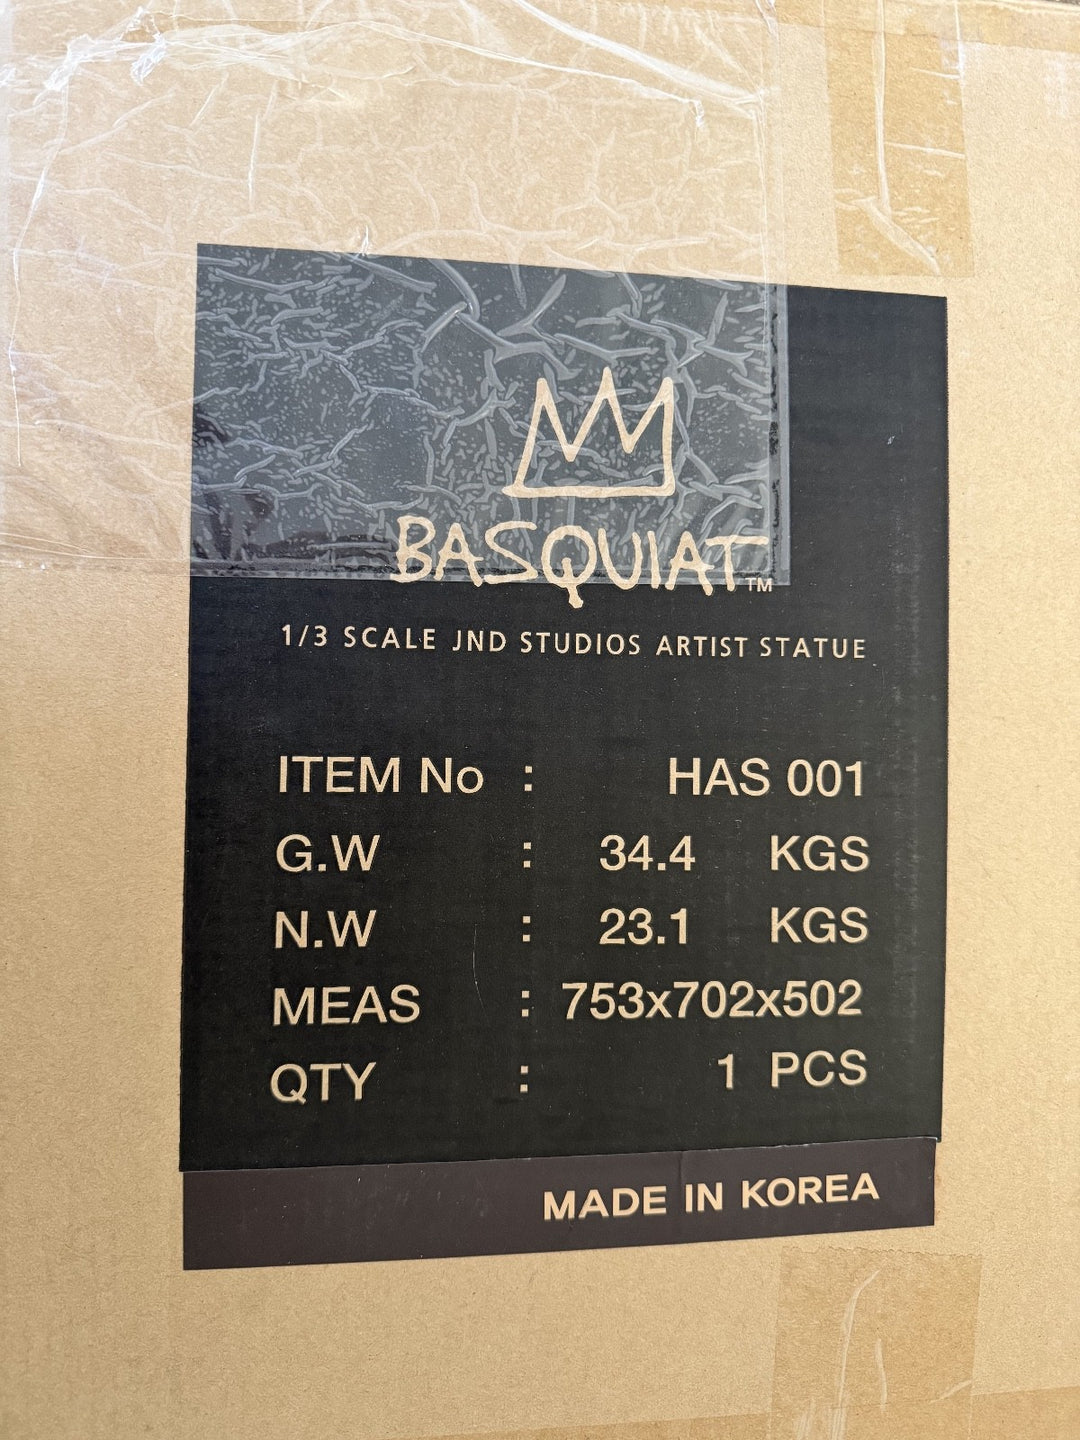 BASQUIAT™
1/3 SCALE JND STUDIOS ARTIST STATUE
ITEM No : HAS 001
G.W : 34.4 KGS
N.W : 23.1 KGS
MEAS : 753x702x502
QTY : 1 PCS
MADE IN KOREA